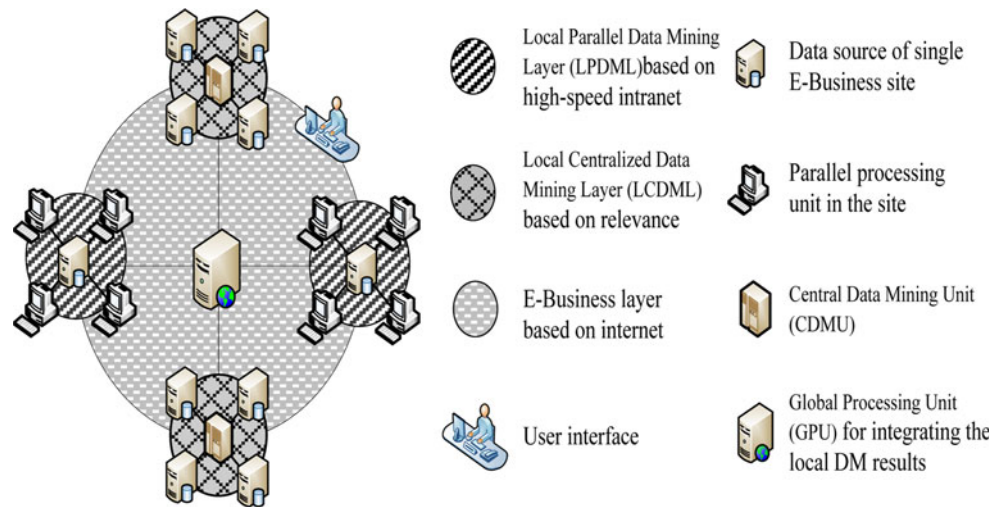 Local Parallel Data Mining
Layer (LPDML)based on
high-speed intranet
Data source of single
E-Business site
Local Centralized Data
Mining Layer (LCDML)
based on relevance
Parallel processing
unit in the site
E-Business layer
based on internet
Central Data Mining Unit
(CDMU)
User interface
Global Processing Unit
(GPU) for integrating the
local DM results